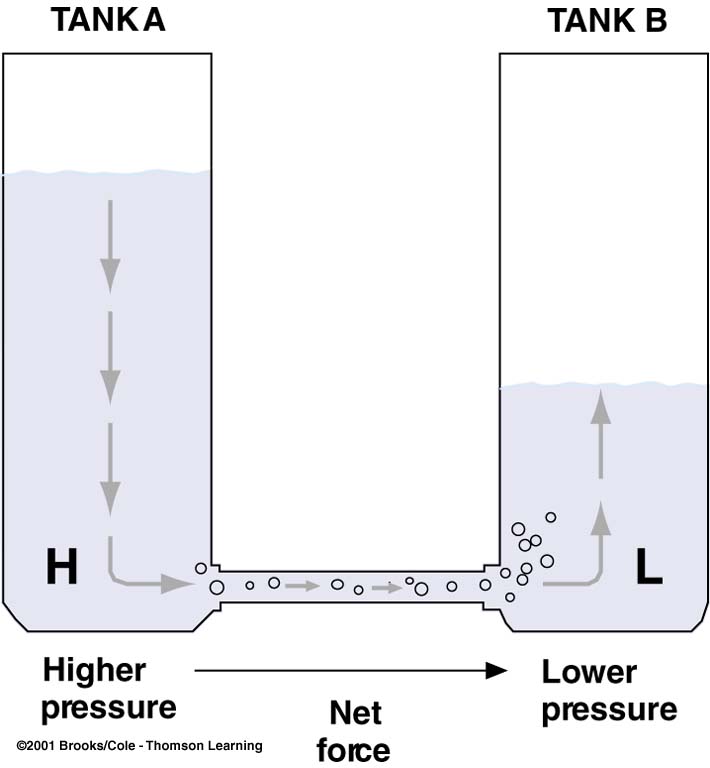 TANK A
TANK B
H
L
Higher
pressure
Net
force
Lower
pressure
©2001 Brooks/Cole - Thomson Learning